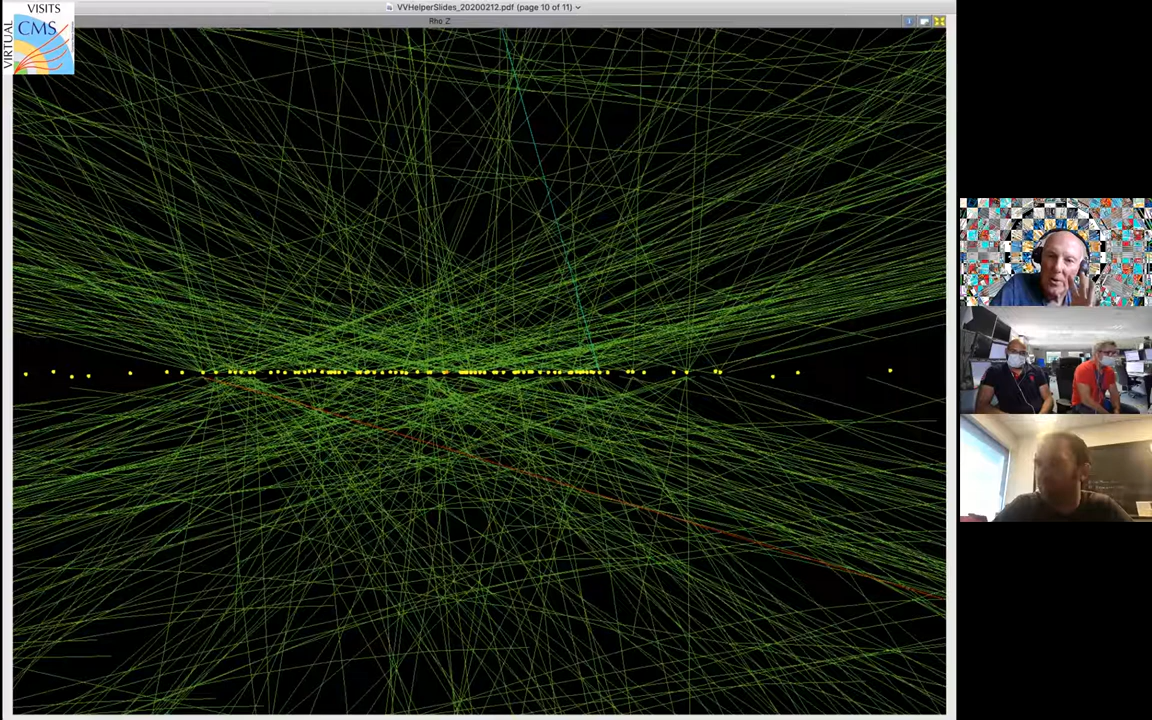 VVHelperSlides_20200212.pdf (page 10 of 11)
Rho Z
VISITS
VIRTUAL
CMS